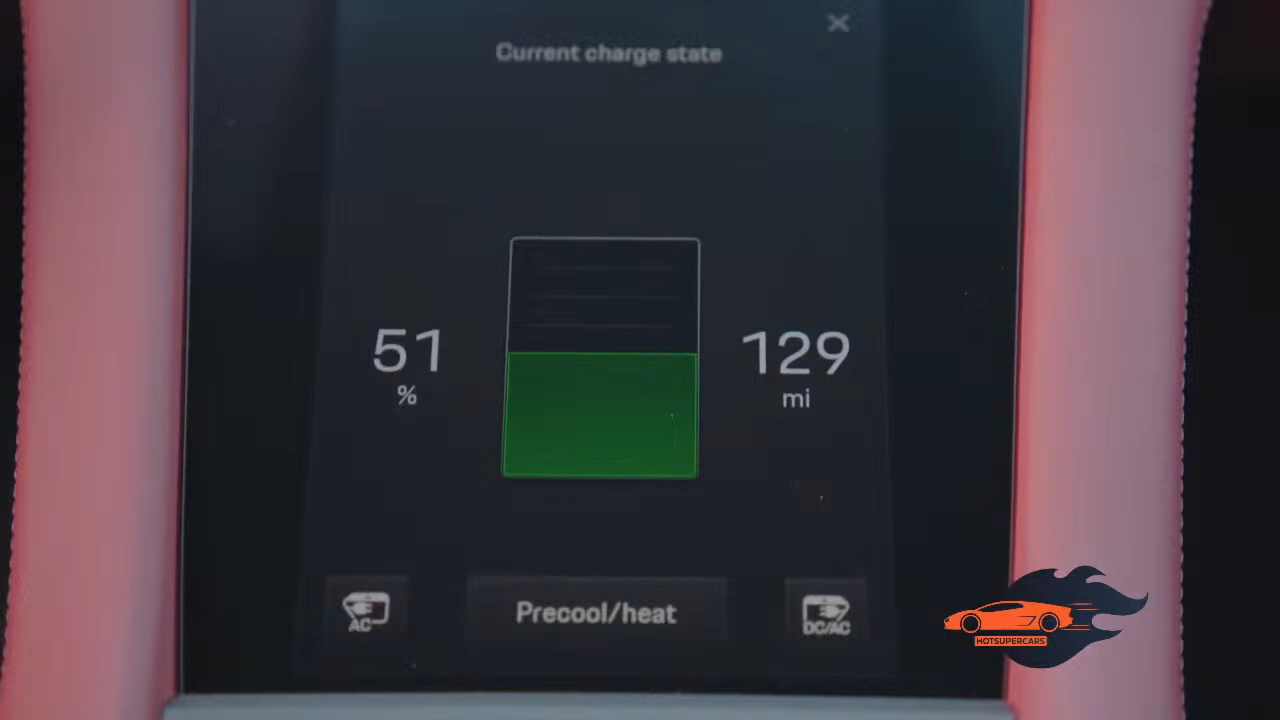 Current charge state
51
%
129
mi
AC
Precool/heat
DC/AC
HOTSUPERCARS